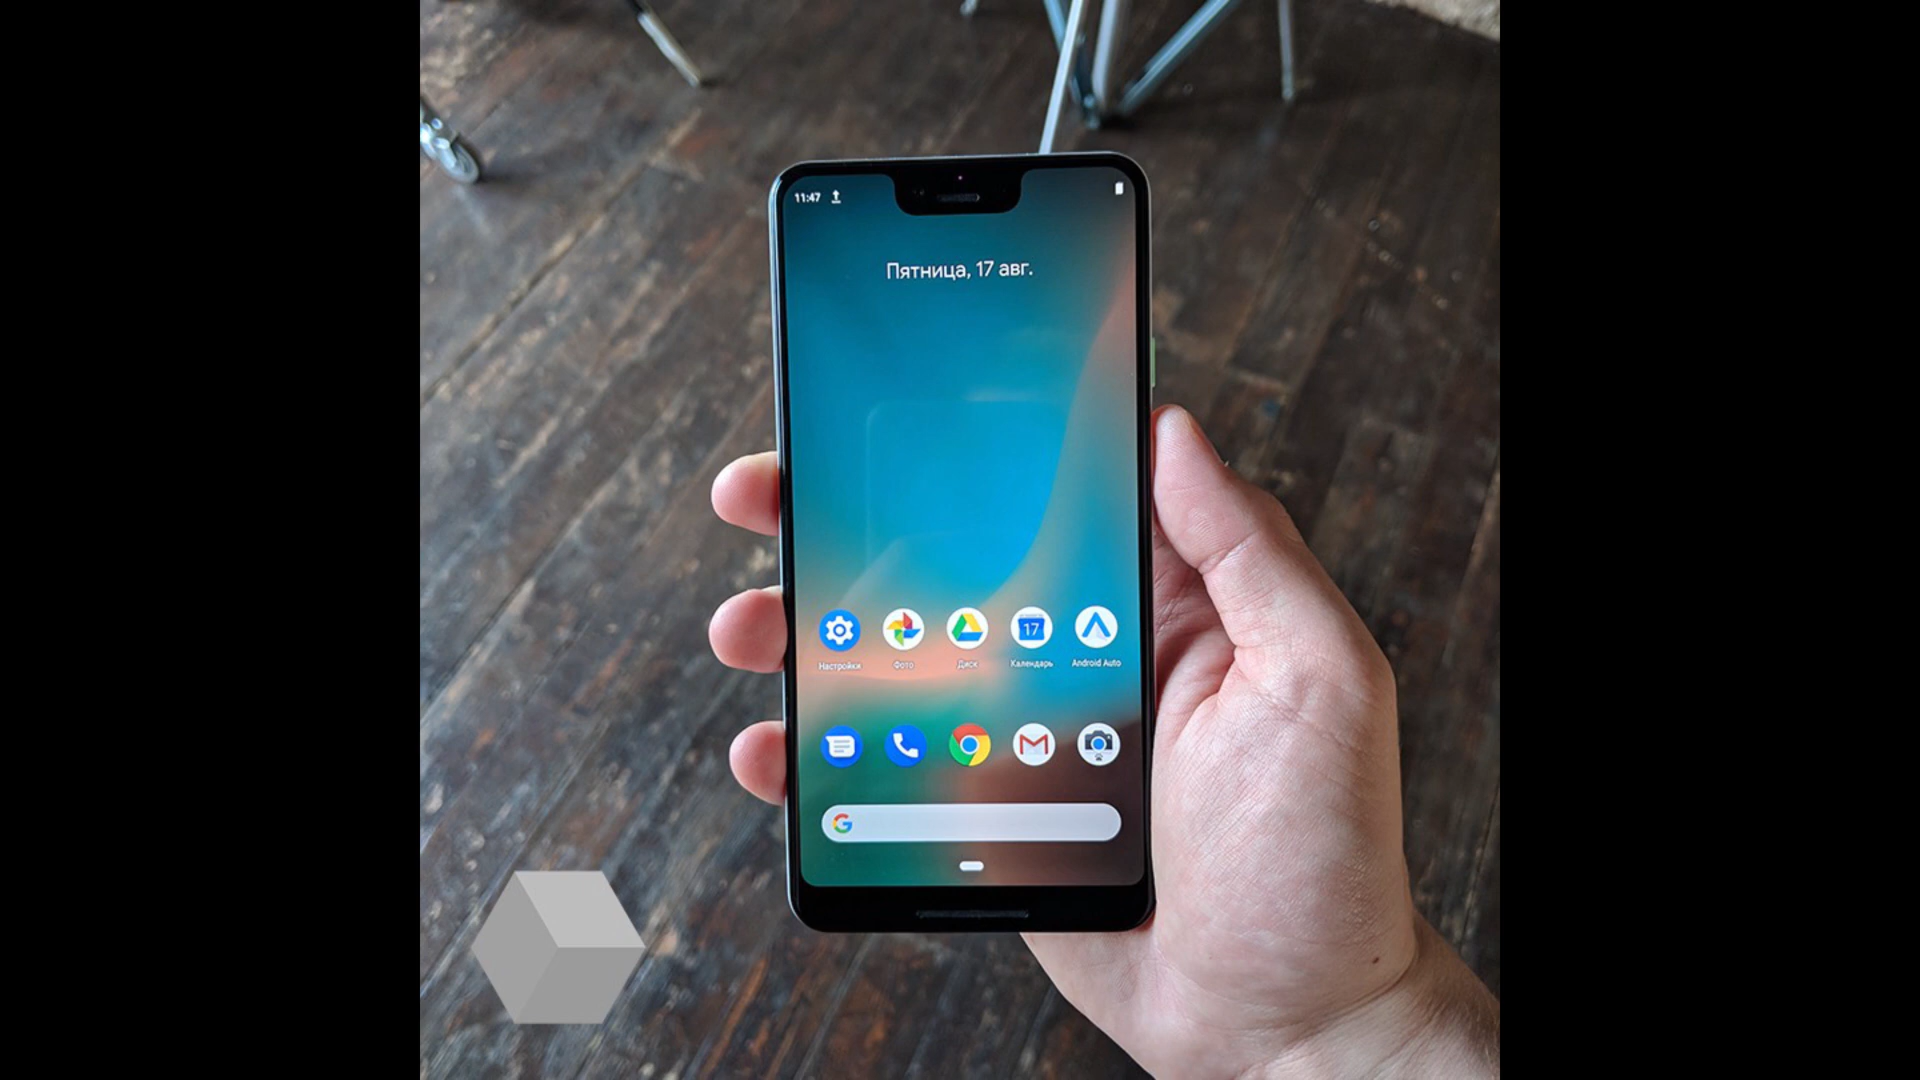 11:47
Пятница, 17 авг.
17
Настройки Фото Диск Календарь Android Auto
G